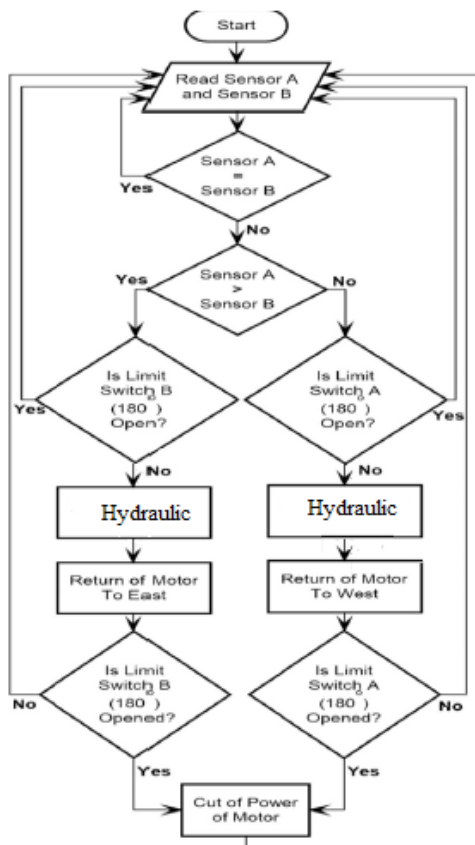 Start
Read Sensor A
and Sensor B
Sensor A
=
Sensor B
Yes
No
Sensor A
>
Sensor B
Yes
No
Is Limit
Switch B
(180°)
Open?
Yes
No
Is Limit
Switch A
(180°)
Open?
Yes
No
Hydraulic
Hydraulic
Return of Motor
To East
Return of Motor
To West
Is Limit
Switch B
(180°)
Opened?
No
Yes
Is Limit
Switch A
(180°)
Opened?
No
Yes
Cut of Power
of Motor